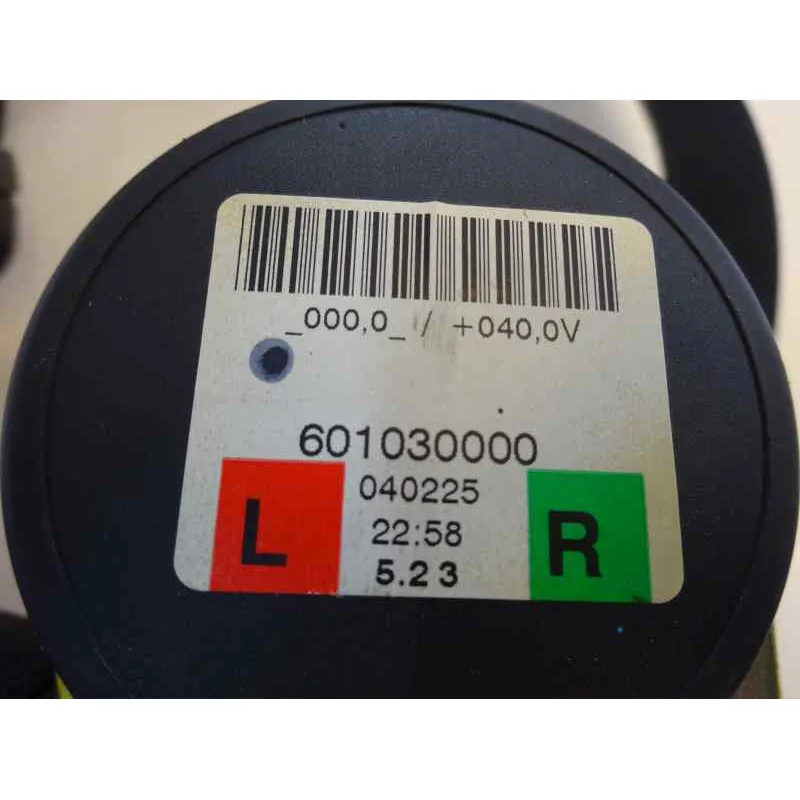 _000,0_ / +040,0V
601030000
040225
L 22:58 R
5.23